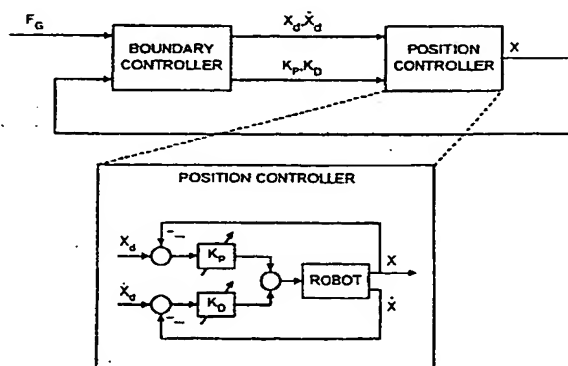 F_G
BOUNDARY CONTROLLER
X_d,Ẋ_d
K_P,K_D
POSITION CONTROLLER
X
POSITION CONTROLLER
X_d
K_P
ROBOT
X
Ẋ_d
K_D
Ẋ